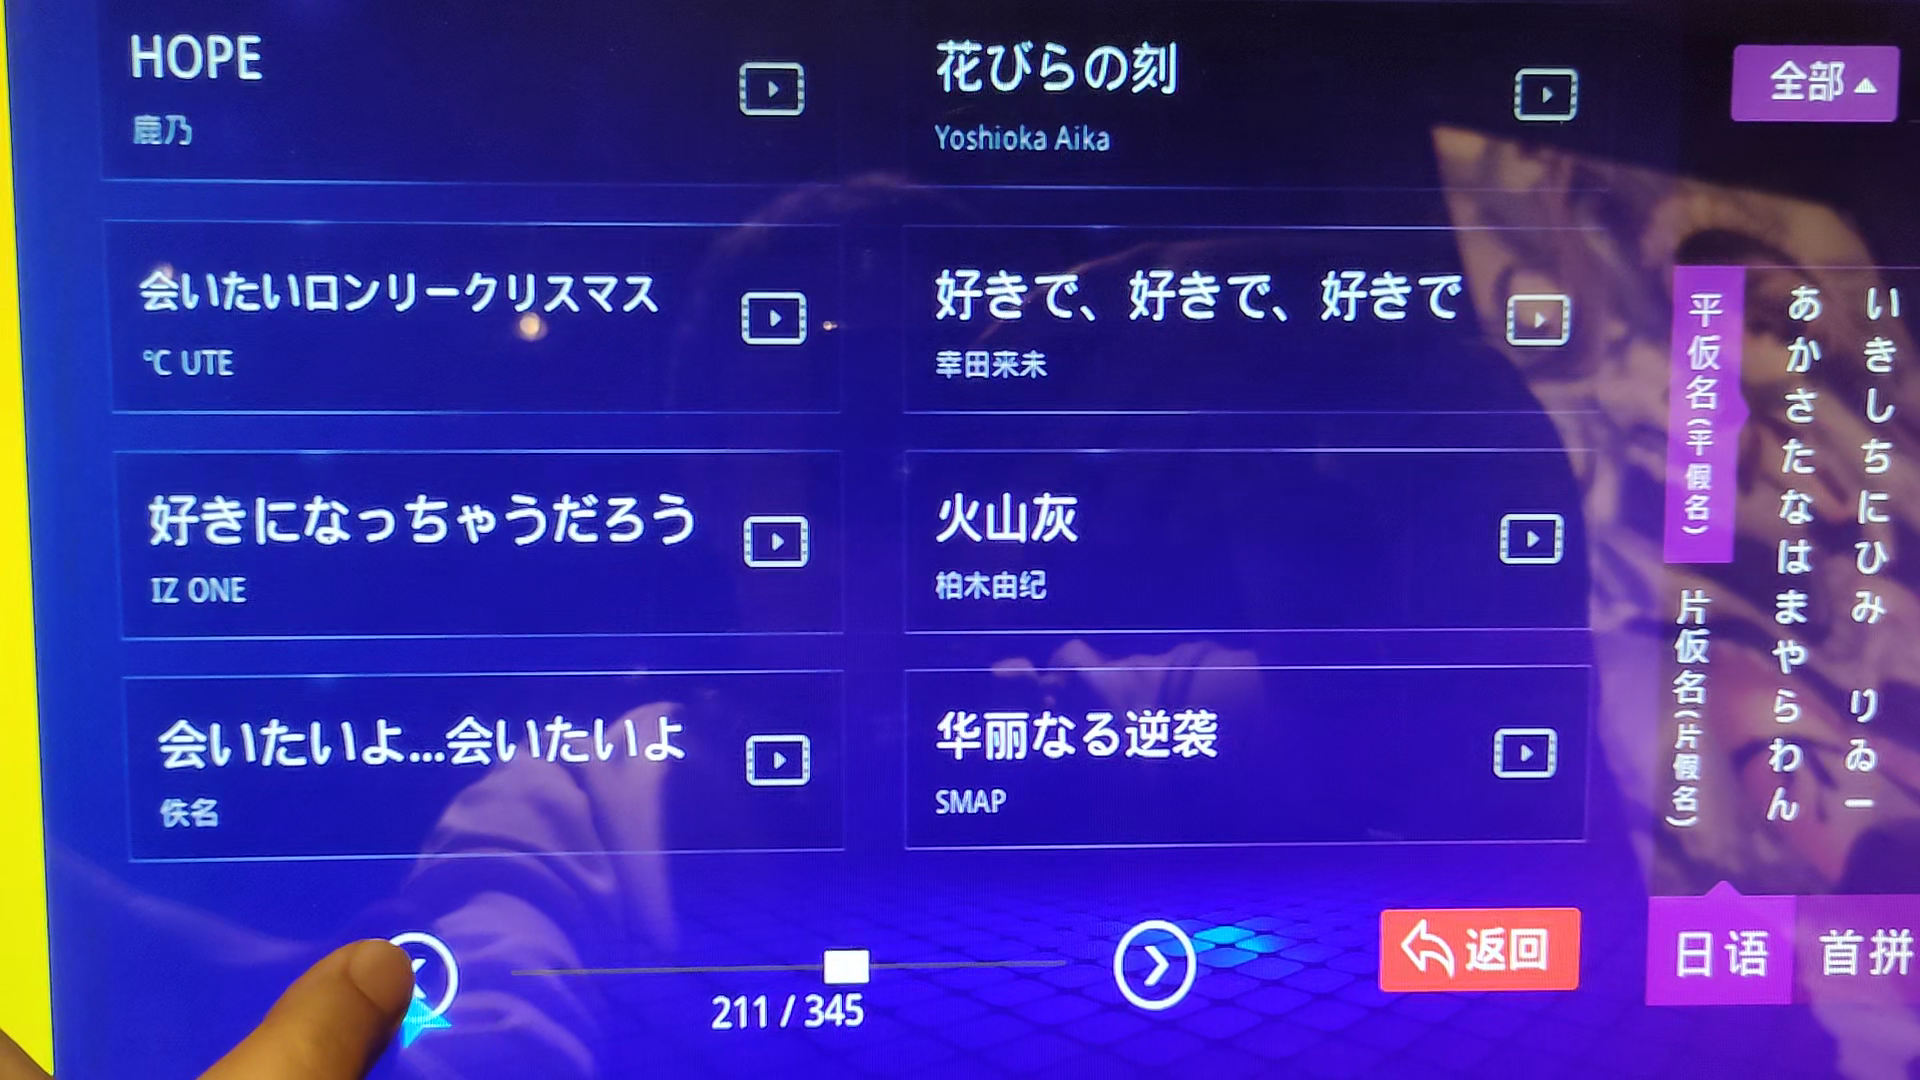 HOPE
鹿乃
花びらの刻
Yoshioka Aika
全部
会いたいロンリークリスマス
℃ UTE
好きで、好きで、好きで
幸田来未
好きになっちゃうだろう
IZ ONE
火山灰
柏木由纪
会いたいよ...会いたいよ
佚名
华丽なる逆袭
SMAP
平仮名(平假名)
片仮名(片假名)
あかさたなはまやらわん
いきしちにひみ りゐー
211 / 345
返回
日语
首拼